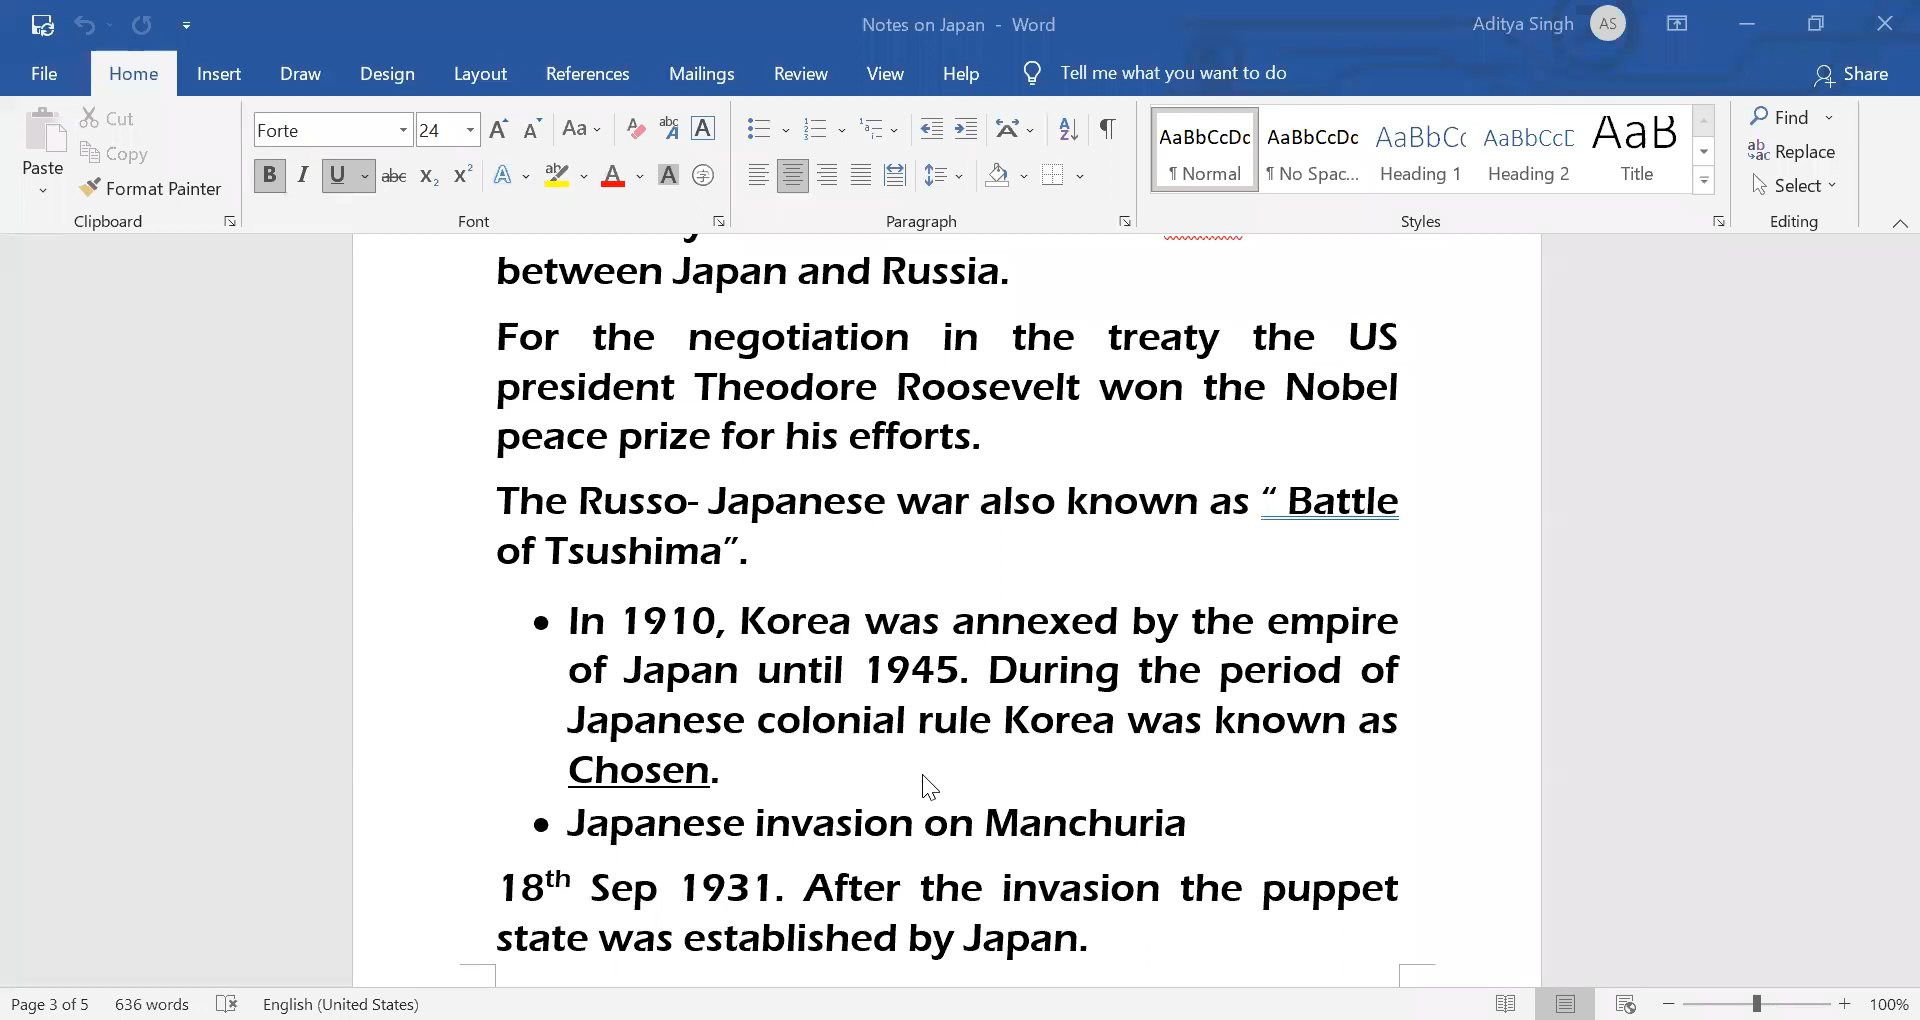 Notes on Japan - Word
Aditya Singh AS
File Home Insert Draw Design Layout References Mailings Review View Help Tell me what you want to do Share
Paste
Cut
Copy
Format Painter
Clipboard
Forte 24
Font
Paragraph
AaBbCcDc AaBbCcDc AaBbCc AaBbCcD AaB
¶ Normal ¶ No Spac... Heading 1 Heading 2 Title
Styles
Find
Replace
Select
Editing
between Japan and Russia.
For the negotiation in the treaty the US
president Theodore Roosevelt won the Nobel
peace prize for his efforts.
The Russo- Japanese war also known as “ Battle
of Tsushima”.
• In 1910, Korea was annexed by the empire
of Japan until 1945. During the period of
Japanese colonial rule Korea was known as
Chosen.
• Japanese invasion on Manchuria
18th Sep 1931. After the invasion the puppet
state was established by Japan.
Page 3 of 5 636 words English (United States) 100%